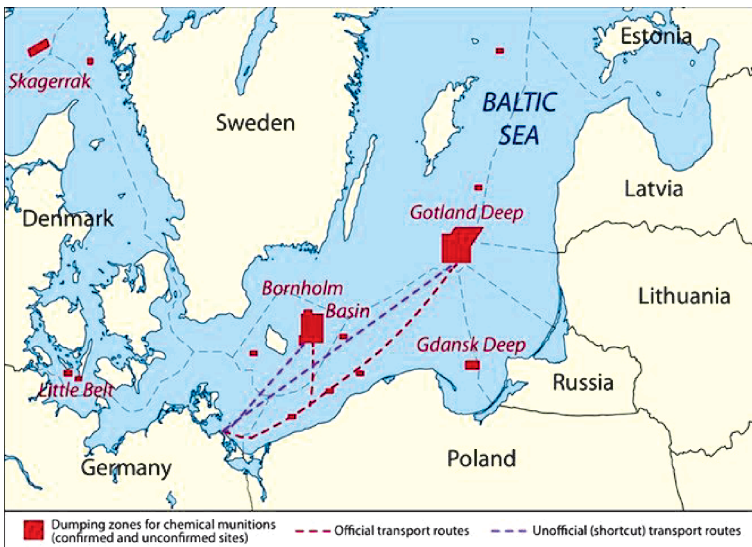 Estonia
Skagerrak
BALTIC
SEA
Sweden
Latvia
Gotland Deep
Denmark
Lithuania
Bornholm
Basin
Gdansk Deep
Russia
Little Belt
Germany
Poland
Dumping zones for chemical munitions
(confirmed and unconfirmed sites)
Official transport routes
Unofficial (shortcut) transport routes